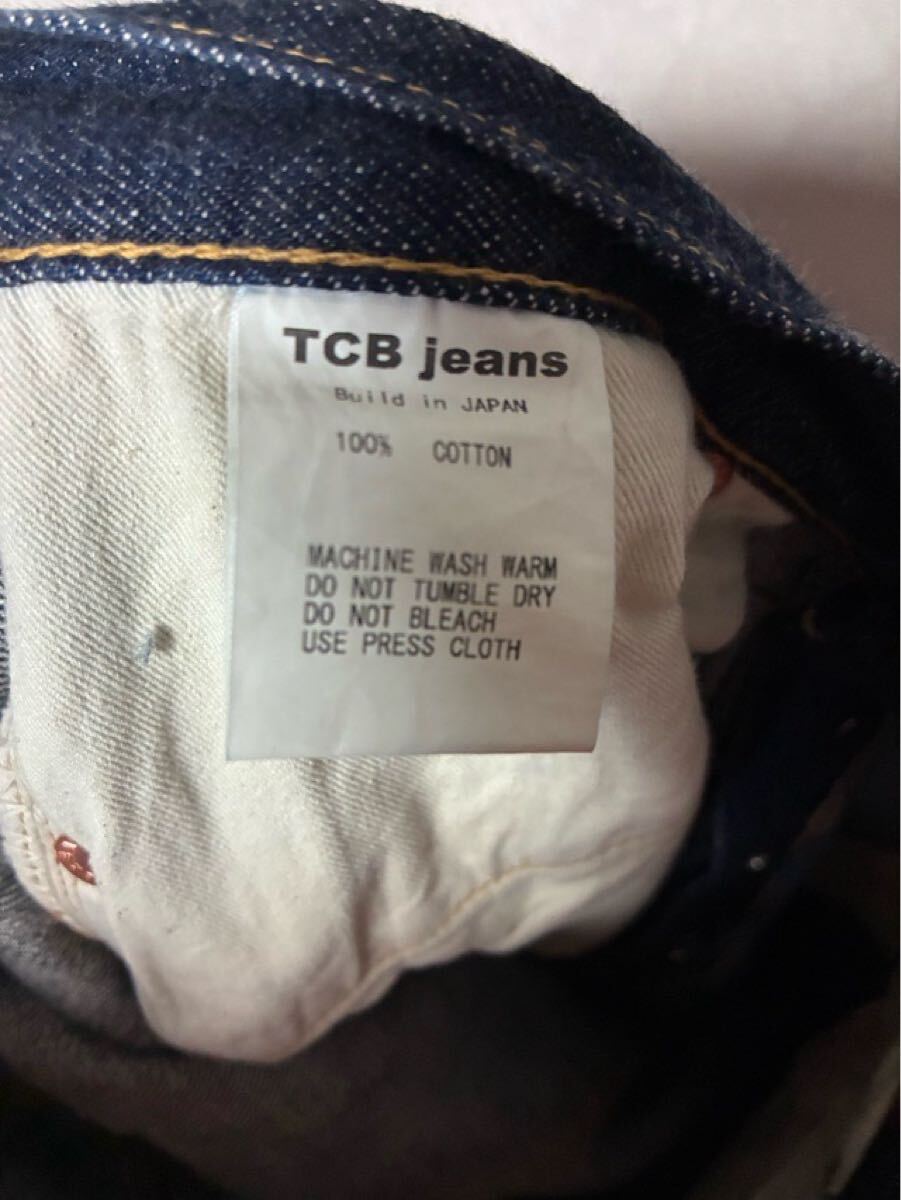 TCB jeans
Build in JAPAN
100% COTTON
MACHINE WASH WARM
DO NOT TUMBLE DRY
DO NOT BLEACH
USE PRESS CLOTH